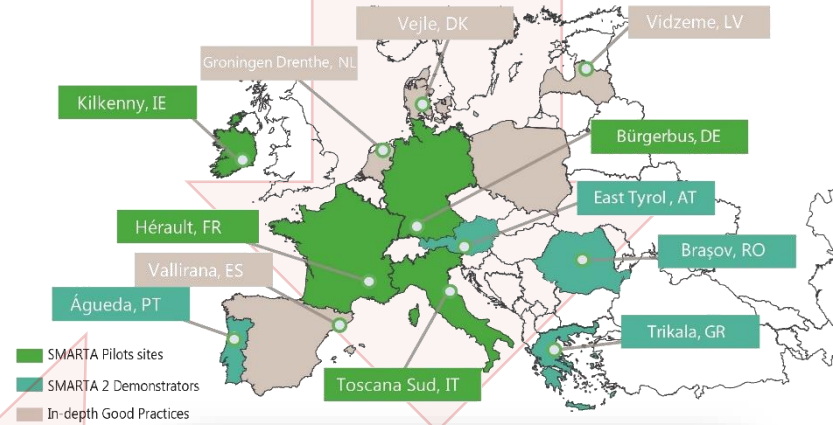 Vejle, DK
Vidzeme, LV
Groningen Drenthe, NL
Kilkenny, IE
Bürgerbus, DE
East Tyrol , AT
Hérault, FR
Brașov, RO
Vallirana, ES
Águeda, PT
Trikala, GR
SMARTA Pilots sites
SMARTA 2 Demonstrators
Toscana Sud, IT
In-depth Good Practices